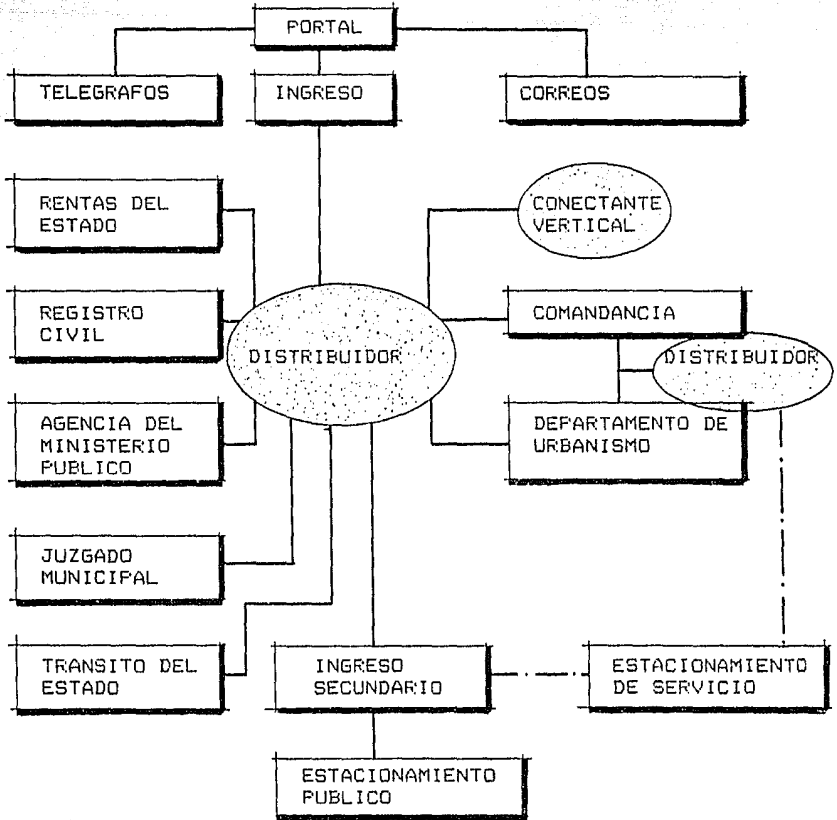 PORTAL
TELEGRAFOS
INGRESO
CORREOS
RENTAS DEL
ESTADO
CONECTANTE
VERTICAL
REGISTRO
CIVIL
COMANDANCIA
DISTRIBUIDOR
DISTRIBUIDOR
AGENCIA DEL
MINISTERIO
PUBLICO
DEPARTAMENTO DE
URBANISMO
JUZGADO
MUNICIPAL
TRANSITO DEL
ESTADO
INGRESO
SECUNDARIO
ESTACIONAMIENTO
DE SERVICIO
ESTACIONAMIENTO
PUBLICO